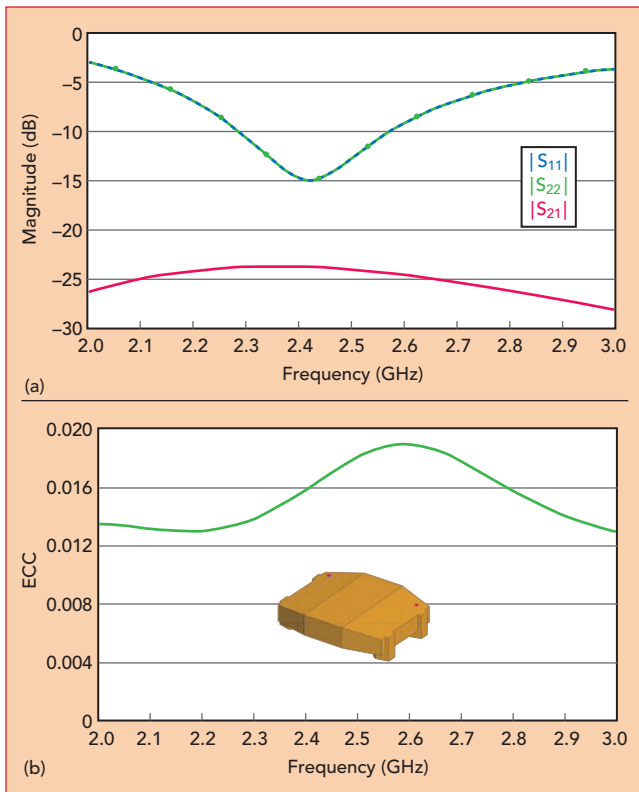 0
−5
−10
−15
−20
−25
−30
Magnitude (dB)
|S11|
|S22|
|S21|
2.0 2.1 2.2 2.3 2.4 2.5 2.6 2.7 2.8 2.9 3.0
Frequency (GHz)
(a)
0.020
0.016
0.012
0.008
0.004
0
ECC
2.0 2.1 2.2 2.3 2.4 2.5 2.6 2.7 2.8 2.9 3.0
Frequency (GHz)
(b)